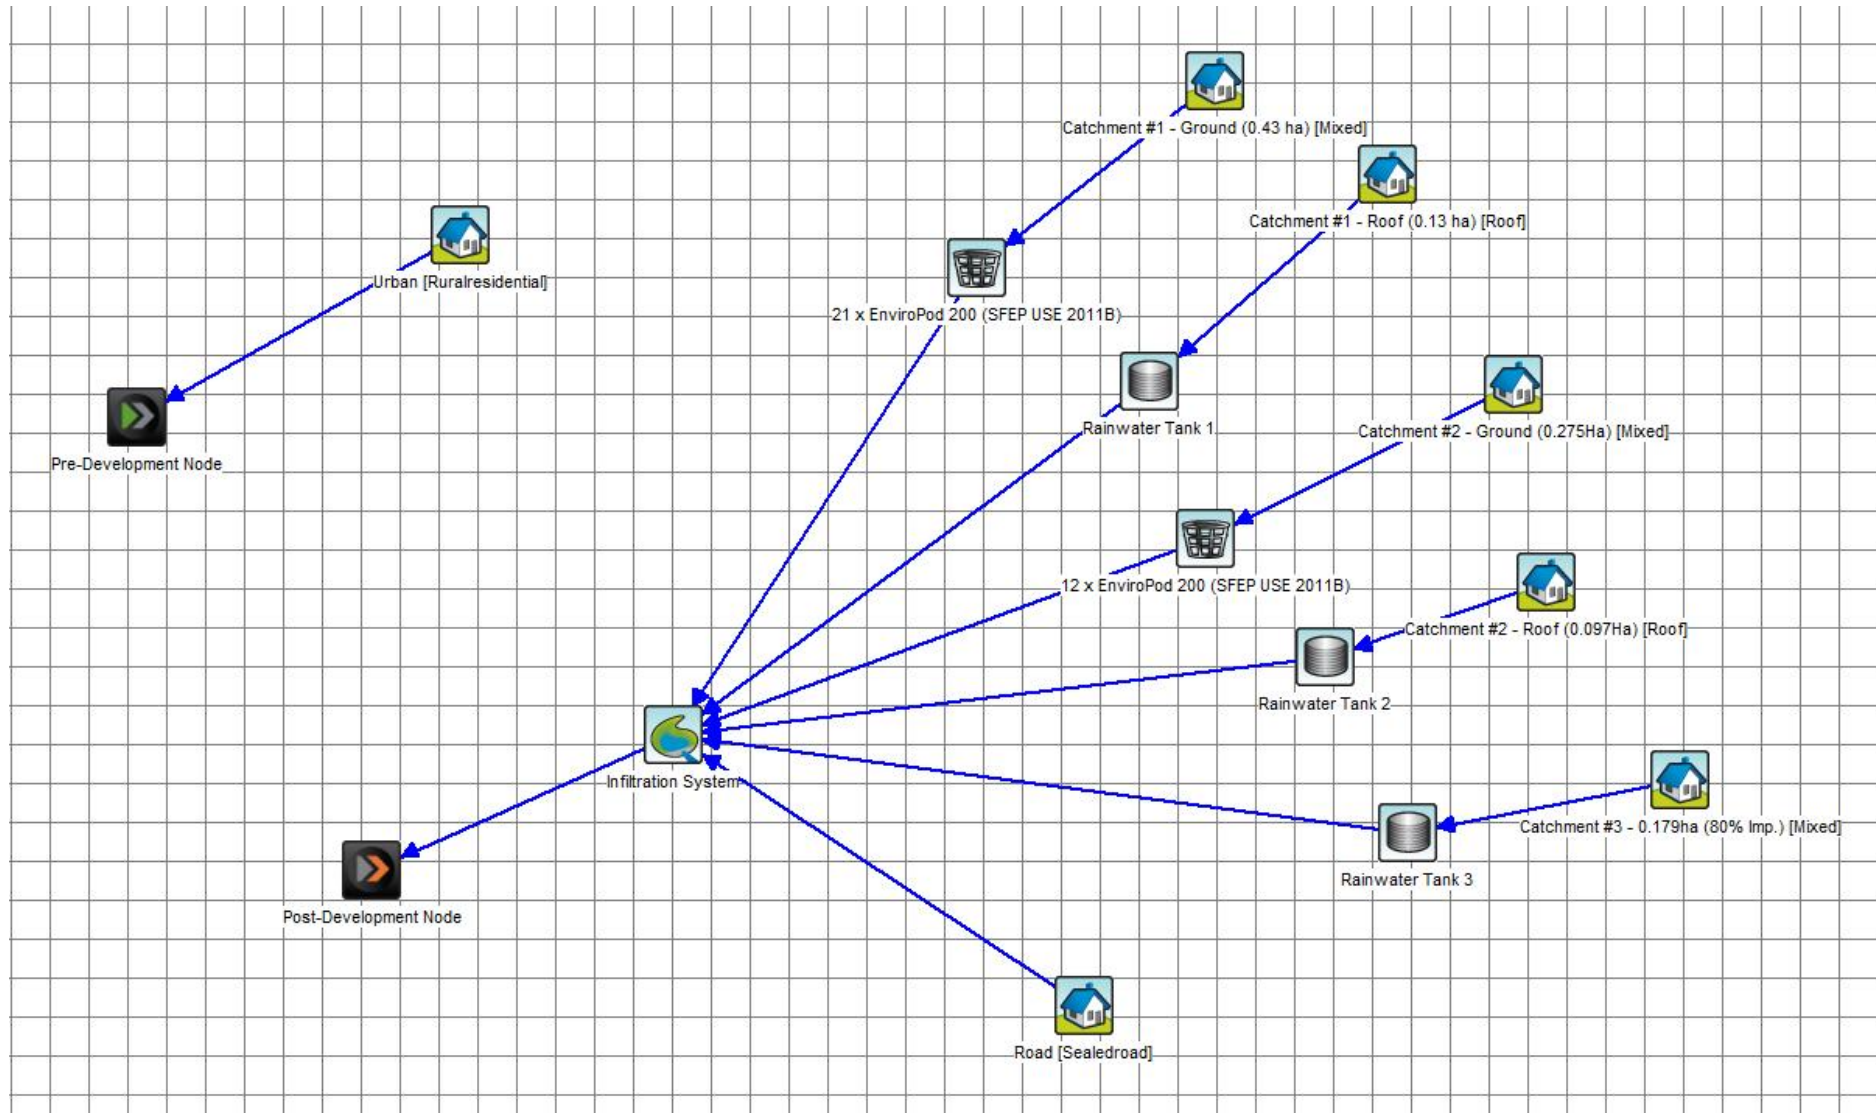 Catchment #1 - Ground (0.43 ha) [Mixed]
Catchment #1 - Roof (0.13 ha) [Roof]
Urban [Ruralresidential]
21 x EnviroPod 200 (SFEP USE 2011B)
Rainwater Tank 1
Catchment #2 - Ground (0.275Ha) [Mixed]
Pre-Development Node
12 x EnviroPod 200 (SFEP USE 2011B)
Catchment #2 - Roof (0.097Ha) [Roof]
Rainwater Tank 2
Infiltration System
Catchment #3 - 0.179ha (80% Imp.) [Mixed]
Rainwater Tank 3
Post-Development Node
Road [Sealedroad]